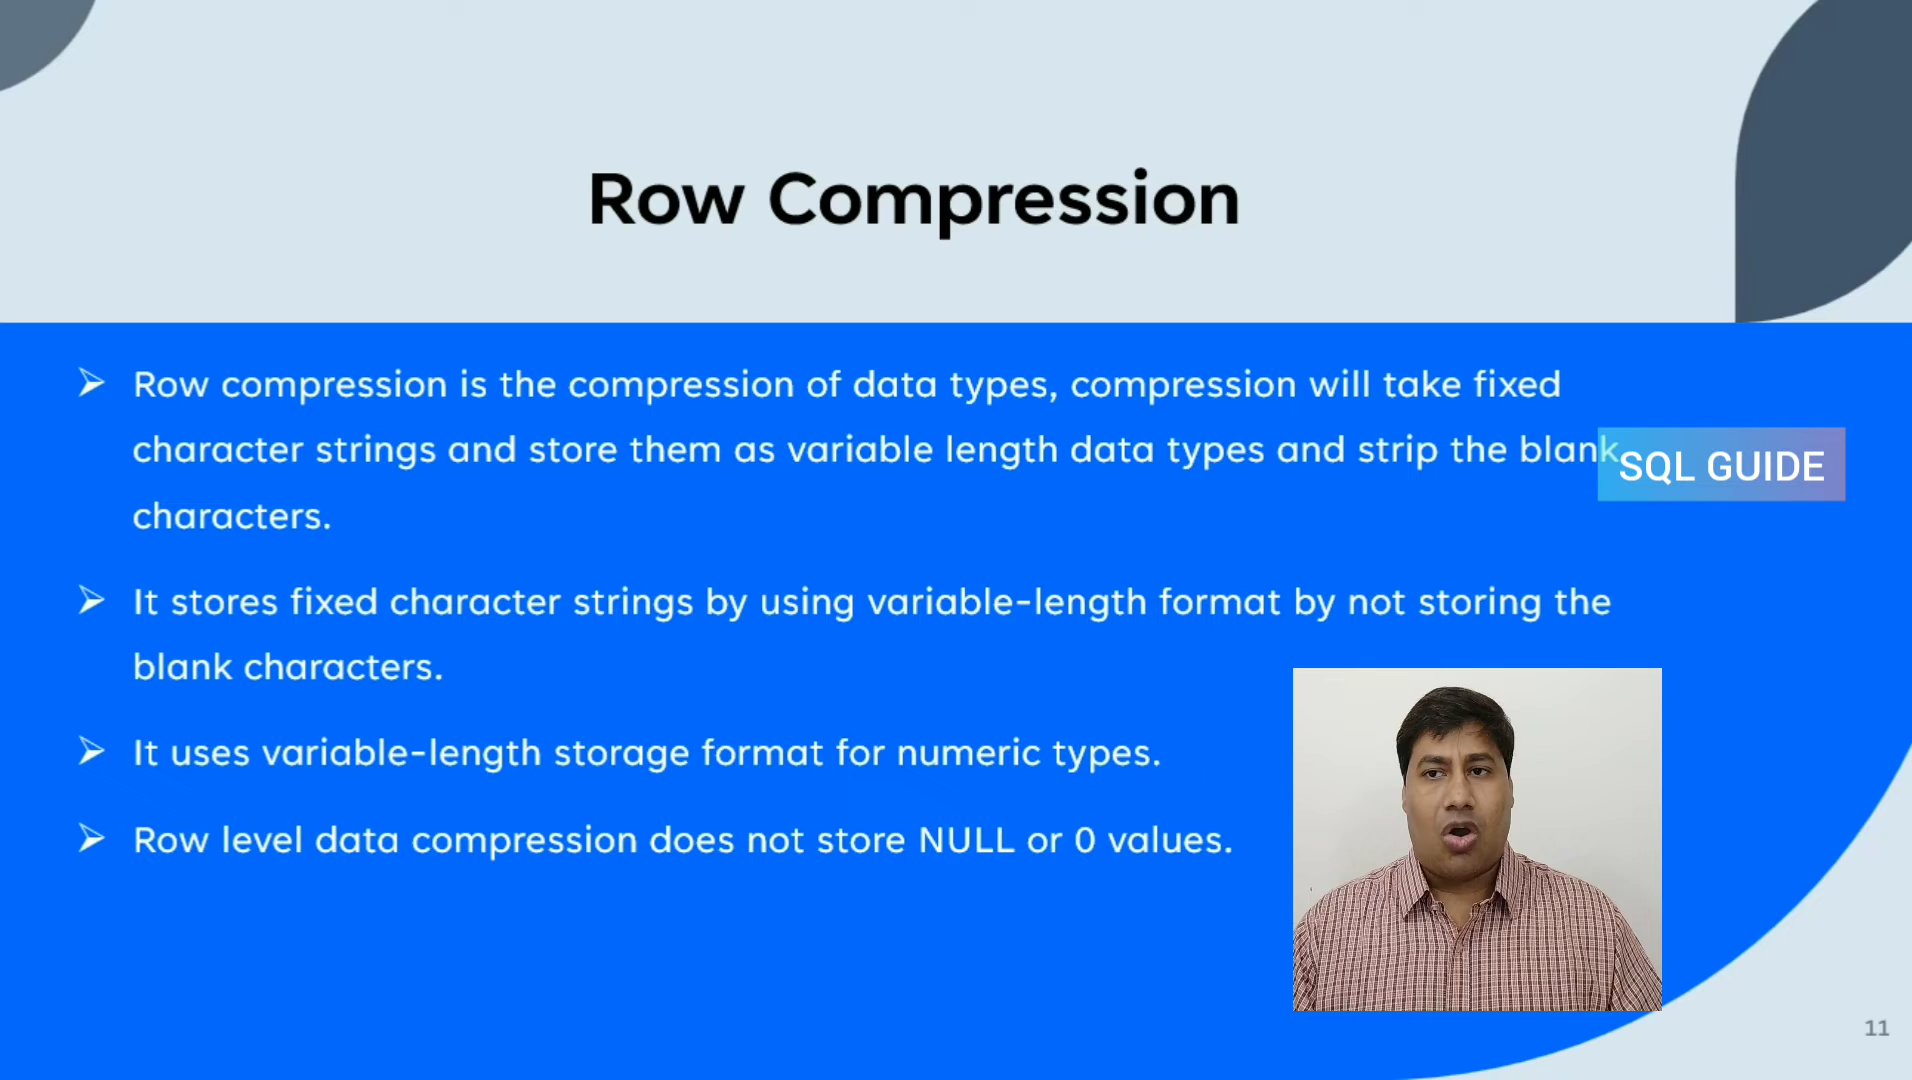 Row Compression
Row compression is the compression of data types, compression will take fixed
character strings and store them as variable length data types and strip the blank
characters.
SQL GUIDE
It stores fixed character strings by using variable-length format by not storing the
blank characters.
It uses variable-length storage format for numeric types.
Row level data compression does not store NULL or 0 values.
11